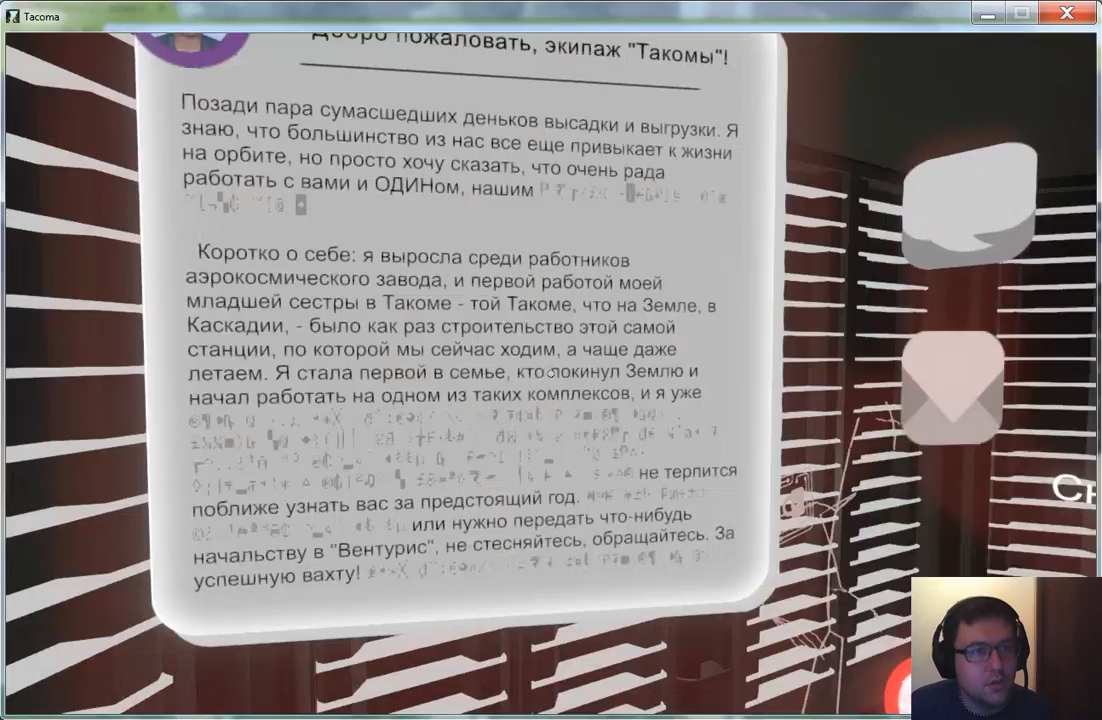 Tacoma
Добро пожаловать, экипаж "Такомы"!
Позади пара сумасшедших деньков высадки и выгрузки. Я
знаю, что большинство из нас все еще привыкает к жизни
на орбите, но просто хочу сказать, что очень рада
работать с вами и ОДИНом, нашим
Коротко о себе: я выросла среди работников
аэрокосмического завода, и первой работой моей
младшей сестры в Такоме - той Такоме, что на Земле, в
Каскадии, - было как раз строительство этой самой
станции, по которой мы сейчас ходим, а чаще даже
летаем. Я стала первой в семье, кто покинул Землю и
начал работать на одном из таких комплексов, и я уже
не терпится
поближе узнать вас за предстоящий год.
или нужно передать что-нибудь
начальству в "Вентурис", не стесняйтесь, обращайтесь. За
успешную вахту!